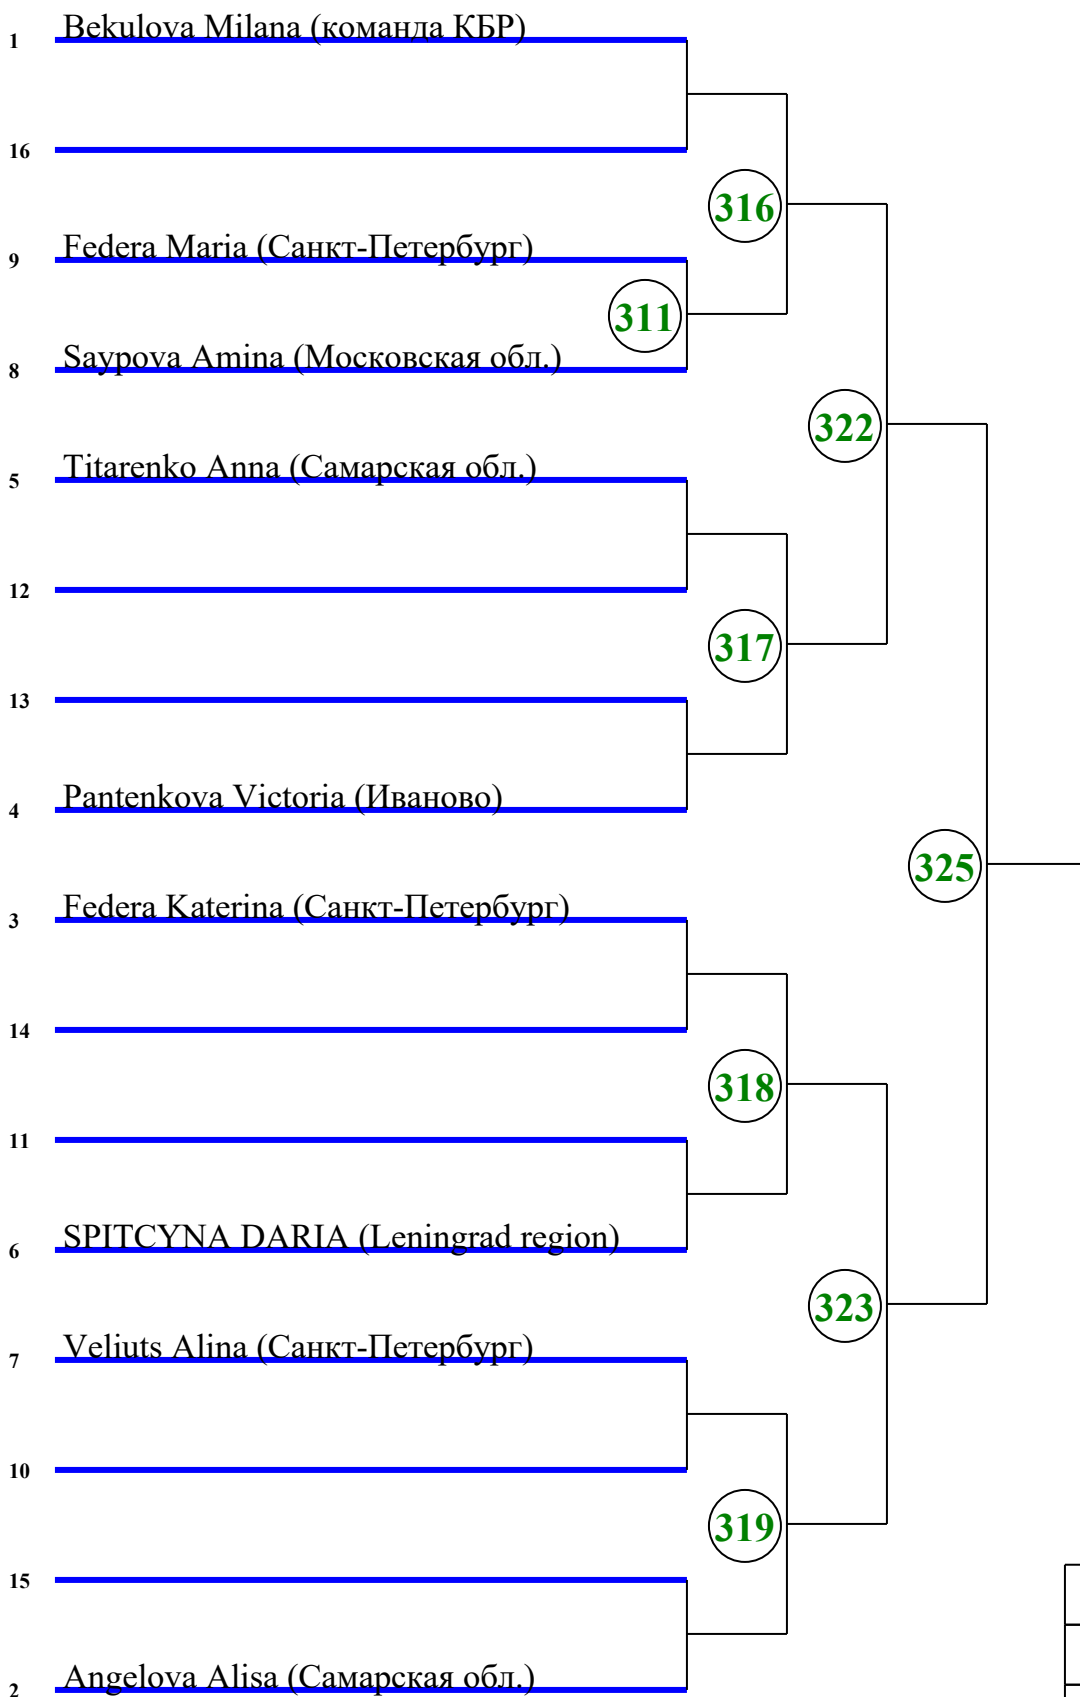 1 Bekulova Milana (команда КБР)
16
316
9 Federa Maria (Санкт-Петербург)
311
8 Saypova Amina (Московская обл.)
322
5 Titarenko Anna (Самарская обл.)
12
317
13
4 Pantenkova Victoria (Иваново)
325
3 Federa Katerina (Санкт-Петербург)
14
318
11
6 SPITCYNA DARIA (Leningrad region)
323
7 Veliuts Alina (Санкт-Петербург)
10
319
15
2 Angelova Alisa (Самарская обл.)